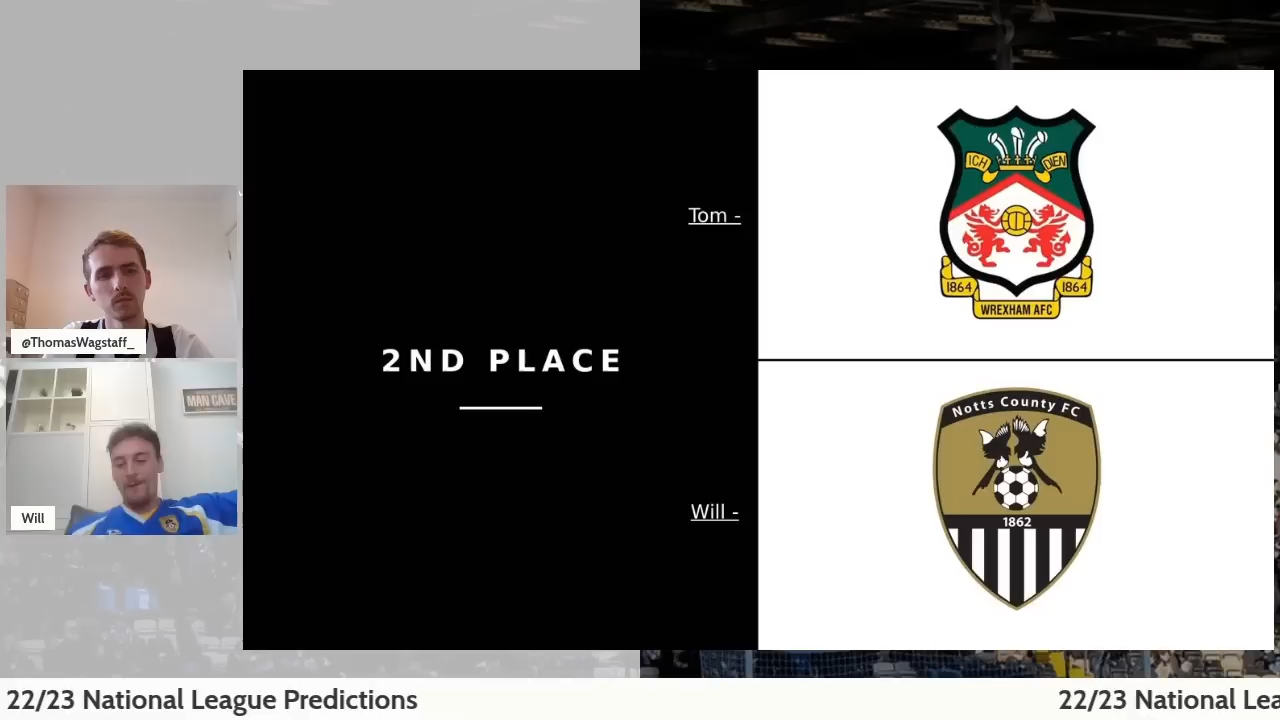 ICH DIEN
Tom -
1864 1864
WREXHAM AFC
@ThomasWagstaff_
2ND PLACE
MAN CAVE
Notts County FC
Will -
Will
1862
22/23 National League Predictions
22/23 National Lea